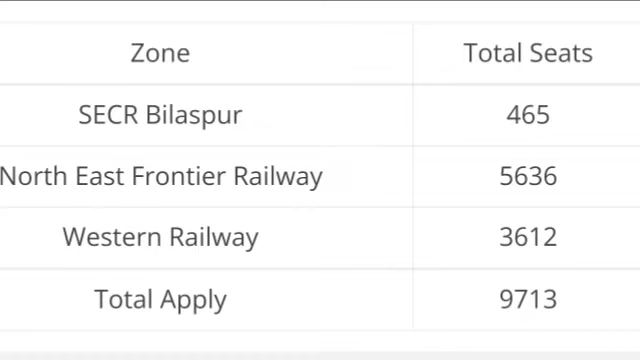 Zone Total Seats
SECR Bilaspur 465
North East Frontier Railway 5636
Western Railway 3612
Total Apply 9713